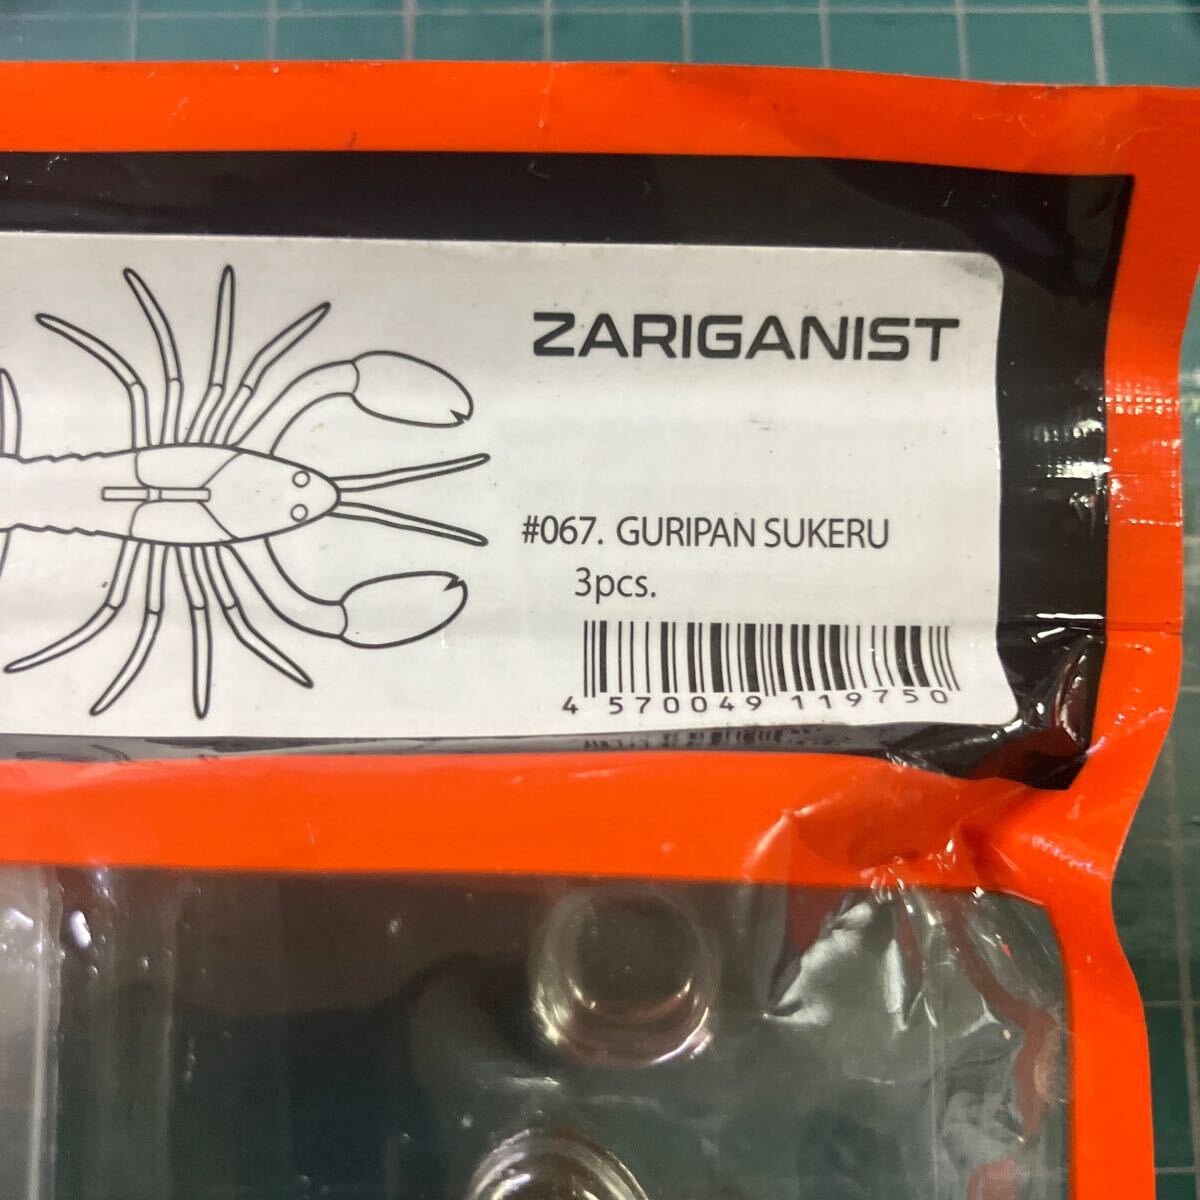 ZARIGANIST
#067. GURIPAN SUKERU
3pcs.
4 570049 119750